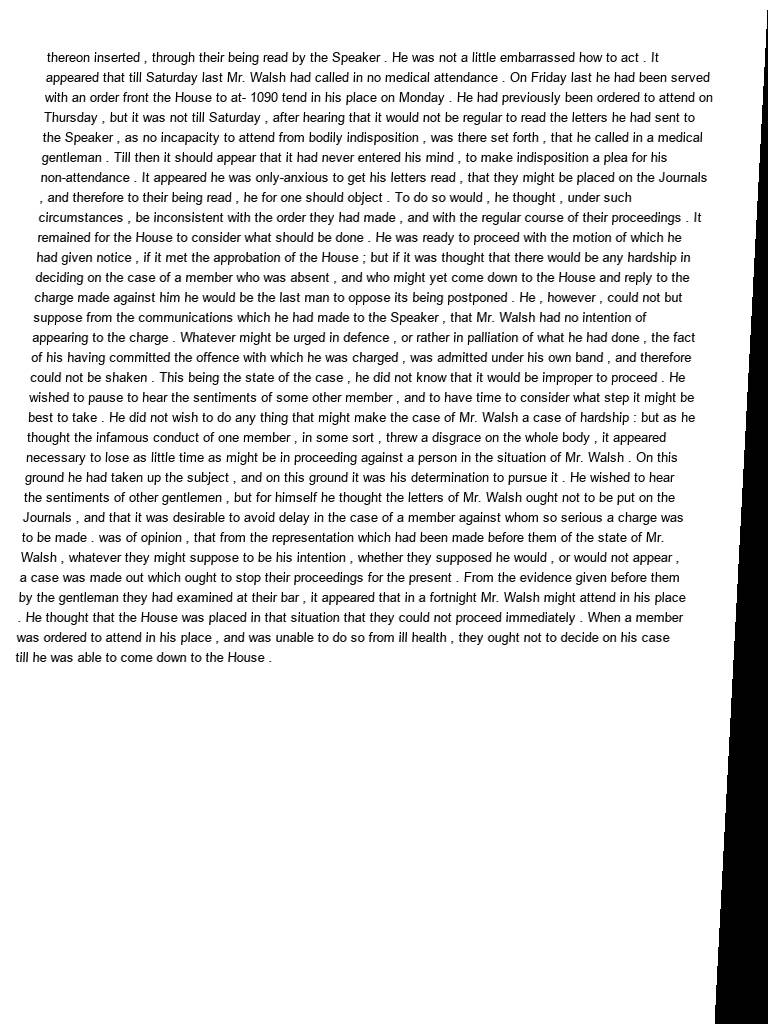 thereon inserted , through their being read by the Speaker . He was not a little embarrassed how to act . It
appeared that till Saturday last Mr. Walsh had called in no medical attendance . On Friday last he had been served
with an order front the House to at- 1090 tend in his place on Monday . He had previously been ordered to attend on
Thursday , but it was not till Saturday , after hearing that it would not be regular to read the letters he had sent to
the Speaker , as no incapacity to attend from bodily indisposition , was there set forth , that he called in a medical
gentleman . Till then it should appear that it had never entered his mind , to make indisposition a plea for his
non-attendance . It appeared he was only-anxious to get his letters read , that they might be placed on the Journals
, and therefore to their being read , he for one should object . To do so would , he thought , under such
circumstances , be inconsistent with the order they had made , and with the regular course of their proceedings . It
remained for the House to consider what should be done . He was ready to proceed with the motion of which he
had given notice , if it met the approbation of the House ; but if it was thought that there would be any hardship in
deciding on the case of a member who was absent , and who might yet come down to the House and reply to the
charge made against him he would be the last man to oppose its being postponed . He , however , could not but
suppose from the communications which he had made to the Speaker , that Mr. Walsh had no intention of
appearing to the charge . Whatever might be urged in defence , or rather in palliation of what he had done , the fact
of his having committed the offence with which he was charged , was admitted under his own band , and therefore
could not be shaken . This being the state of the case , he did not know that it would be improper to proceed . He
wished to pause to hear the sentiments of some other member , and to have time to consider what step it might be
best to take . He did not wish to do any thing that might make the case of Mr. Walsh a case of hardship : but as he
thought the infamous conduct of one member , in some sort , threw a disgrace on the whole body , it appeared
necessary to lose as little time as might be in proceeding against a person in the situation of Mr. Walsh . On this
ground he had taken up the subject , and on this ground it was his determination to pursue it . He wished to hear
the sentiments of other gentlemen , but for himself he thought the letters of Mr. Walsh ought not to be put on the
Journals , and that it was desirable to avoid delay in the case of a member against whom so serious a charge was
to be made . was of opinion , that from the representation which had been made before them of the state of Mr.
Walsh , whatever they might suppose to be his intention , whether they supposed he would , or would not appear ,
a case was made out which ought to stop their proceedings for the present . From the evidence given before them
by the gentleman they had examined at their bar , it appeared that in a fortnight Mr. Walsh might attend in his place
. He thought that the House was placed in that situation that they could not proceed immediately . When a member
was ordered to attend in his place , and was unable to do so from ill health , they ought not to decide on his case
till he was able to come down to the House .